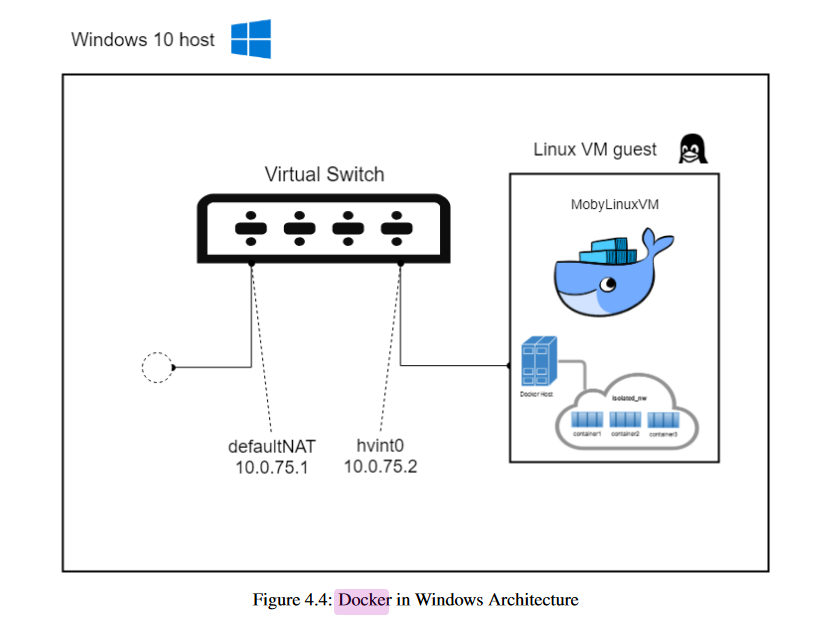 Windows 10 host
Linux VM guest
Virtual Switch
MobyLinuxVM
Docker Host
isolated_nw
container1 container2 container3
defaultNAT
10.0.75.1
hvint0
10.0.75.2
Figure 4.4: Docker in Windows Architecture